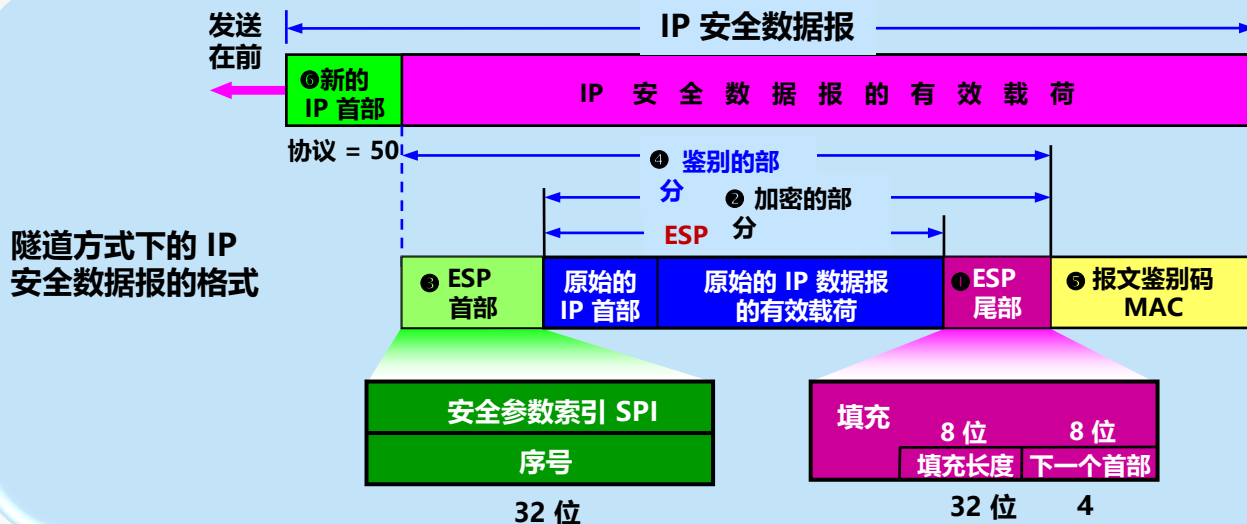 发送
在前
IP 安全数据报
❻新的
IP 首部
IP 安 全 数 据 报 的 有 效 载 荷
协议 = 50
❹ 鉴别的部
分
❷ 加密的部
分
ESP
隧道方式下的 IP
安全数据报的格式
❸ ESP
首部
原始的
IP 首部
原始的 IP 数据报
的有效载荷
❶ESP
尾部
❺ 报文鉴别码
MAC
安全参数索引 SPI
序号
32 位
填充
8 位
8 位
填充长度
下一个首部
32 位
4